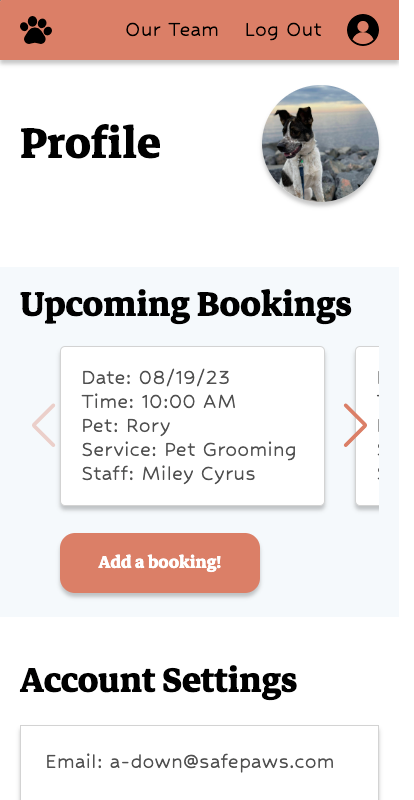 Our Team Log Out
Profile
Upcoming Bookings
Date: 08/19/23
Time: 10:00 AM
Pet: Rory
Service: Pet Grooming
Staff: Miley Cyrus
Add a booking!
Account Settings
Email: a-down@safepaws.com